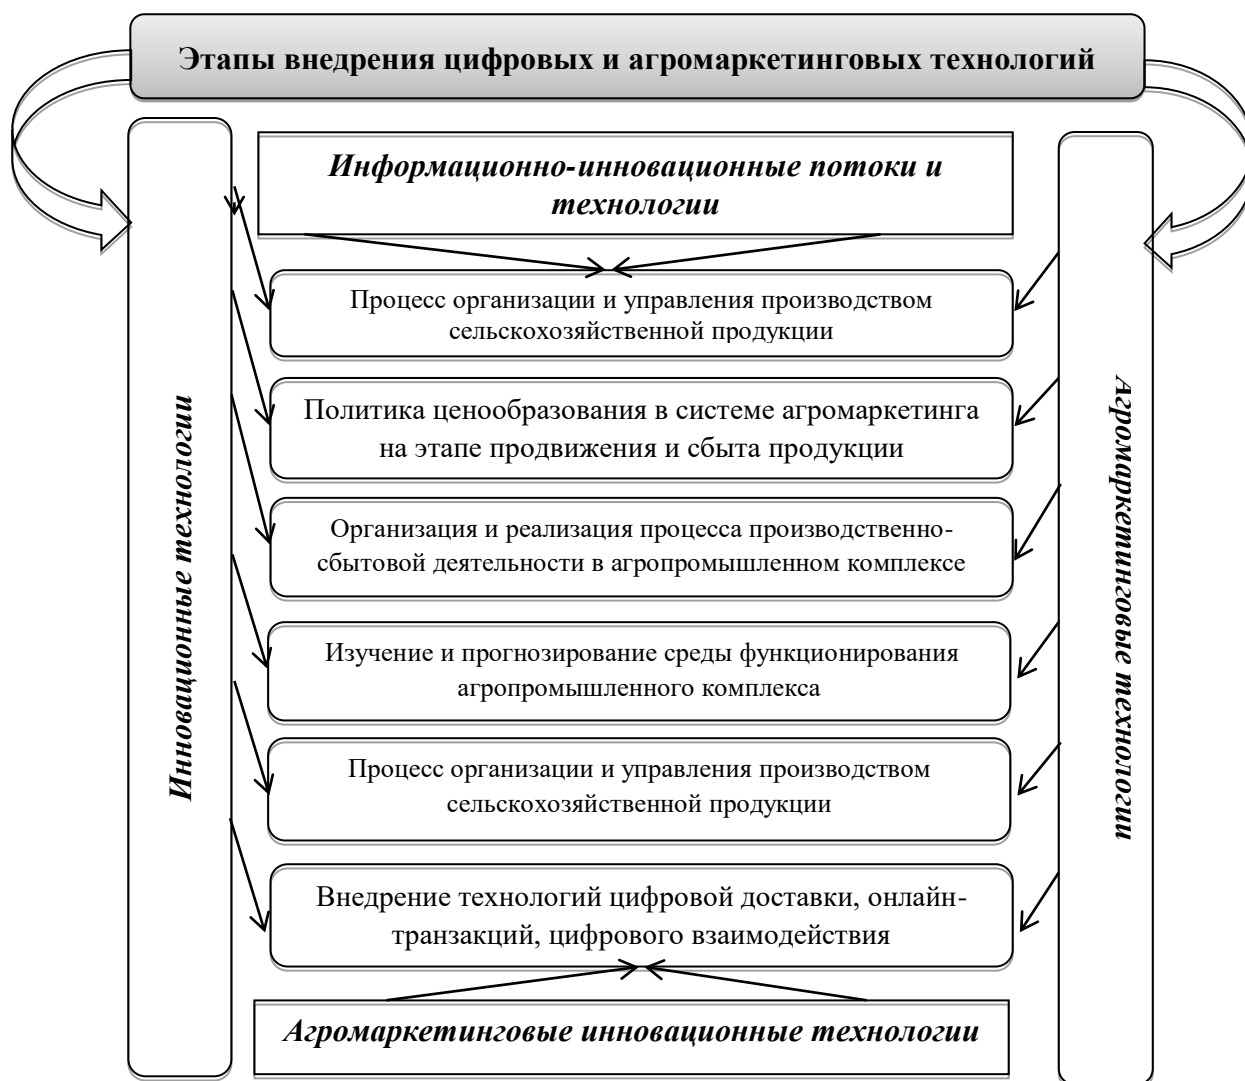 Этапы внедрения цифровых и агромаркетинговых технологий
Инновационные технологии
Информационно-инновационные потоки и
технологии
Процесс организации и управления производством
сельскохозяйственной продукции
Политика ценообразования в системе агромаркетинга
на этапе продвижения и сбыта продукции
Организация и реализация процесса производственно-
сбытовой деятельности в агропромышленном комплексе
Изучение и прогнозирование среды функционирования
агропромышленного комплекса
Процесс организации и управления производством
сельскохозяйственной продукции
Внедрение технологий цифровой доставки, онлайн-
транзакций, цифрового взаимодействия
Агромаркетинговые инновационные технологии
Агромаркетинговые технологии